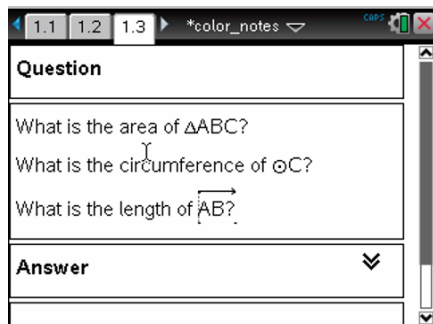 1.1 1.2 1.3 *color_notes CAPS
Question
What is the area of △ABC?
What is the circumference of ⊙C?
What is the length of AB?
Answer